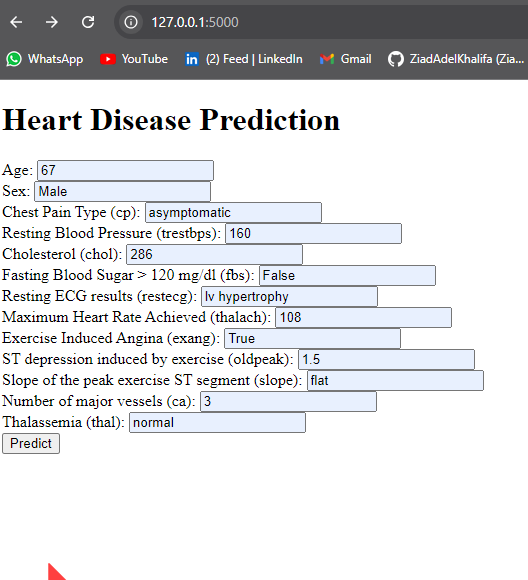 127.0.0.1:5000
WhatsApp YouTube in (2) Feed | LinkedIn Gmail ZiadAdelKhalifa (Zia...
Heart Disease Prediction
Age: 67
Sex: Male
Chest Pain Type (cp): asymptomatic
Resting Blood Pressure (trestbps): 160
Cholesterol (chol): 286
Fasting Blood Sugar > 120 mg/dl (fbs): False
Resting ECG results (restecg): lv hypertrophy
Maximum Heart Rate Achieved (thalach): 108
Exercise Induced Angina (exang): True
ST depression induced by exercise (oldpeak): 1.5
Slope of the peak exercise ST segment (slope): flat
Number of major vessels (ca): 3
Thalassemia (thal): normal
Predict